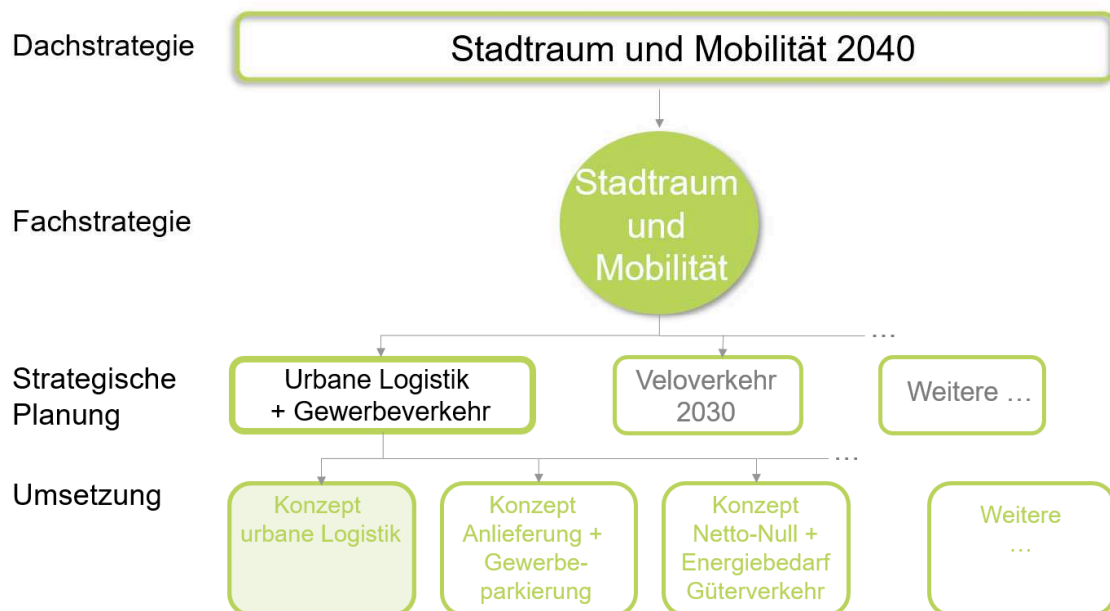 Dachstrategie
Stadtraum und Mobilität 2040
Fachstrategie
Stadtraum
und
Mobilität
...
Strategische
Planung
Urbane Logistik
+ Gewerbeverkehr
Veloverkehr
2030
Weitere ...
...
Umsetzung
Konzept
urbane Logistik
Konzept
Anlieferung +
Gewerbe-
parkierung
Konzept
Netto-Null +
Energiebedarf
Güterverkehr
Weitere
...